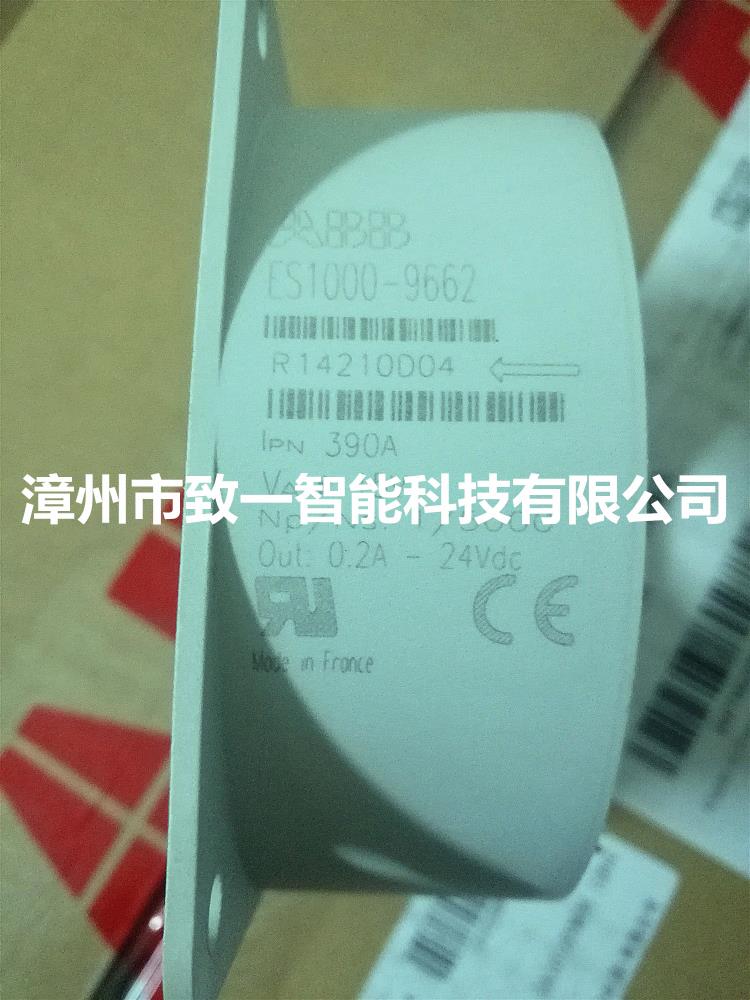 ABB
ES1000-9662
R14210D04
IPN 390A
漳州市致一智能科技有限公司
Out: 0.2A - 24Vdc
CE
Made in France